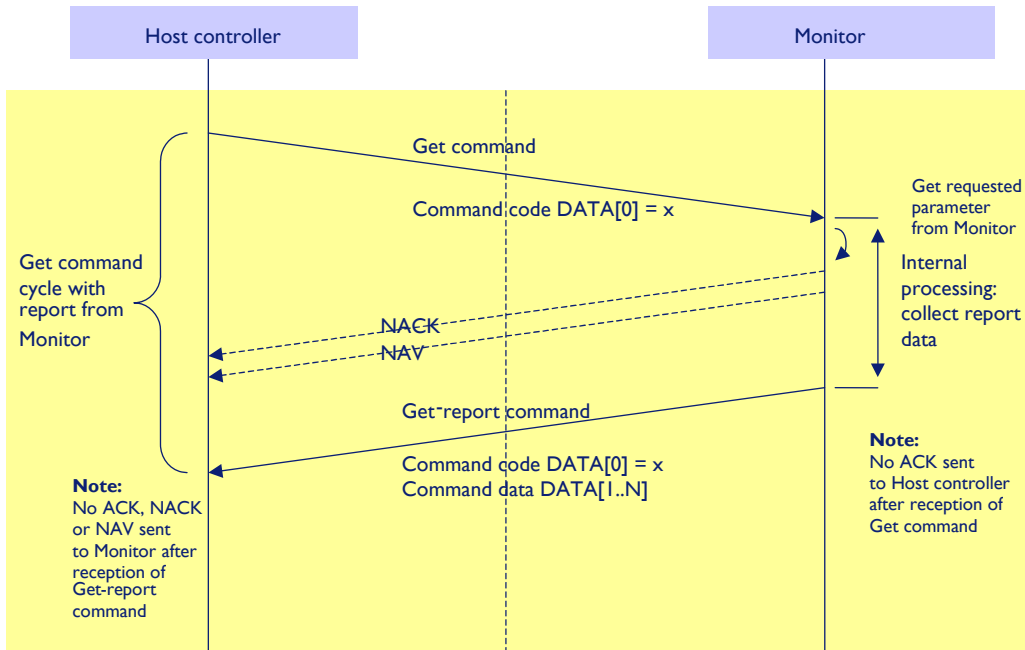 Host controller
Monitor
Get command
Command code DATA[0] = x
Get requested
parameter
from Monitor
Get command
cycle with
report from
Monitor
Internal
processing:
collect report
data
NACK
NAV
Get-report command
Command code DATA[0] = x
Command data DATA[1..N]
Note:
No ACK sent
to Host controller
after reception of
Get command
Note:
No ACK, NACK
or NAV sent
to Monitor after
reception of
Get-report
command